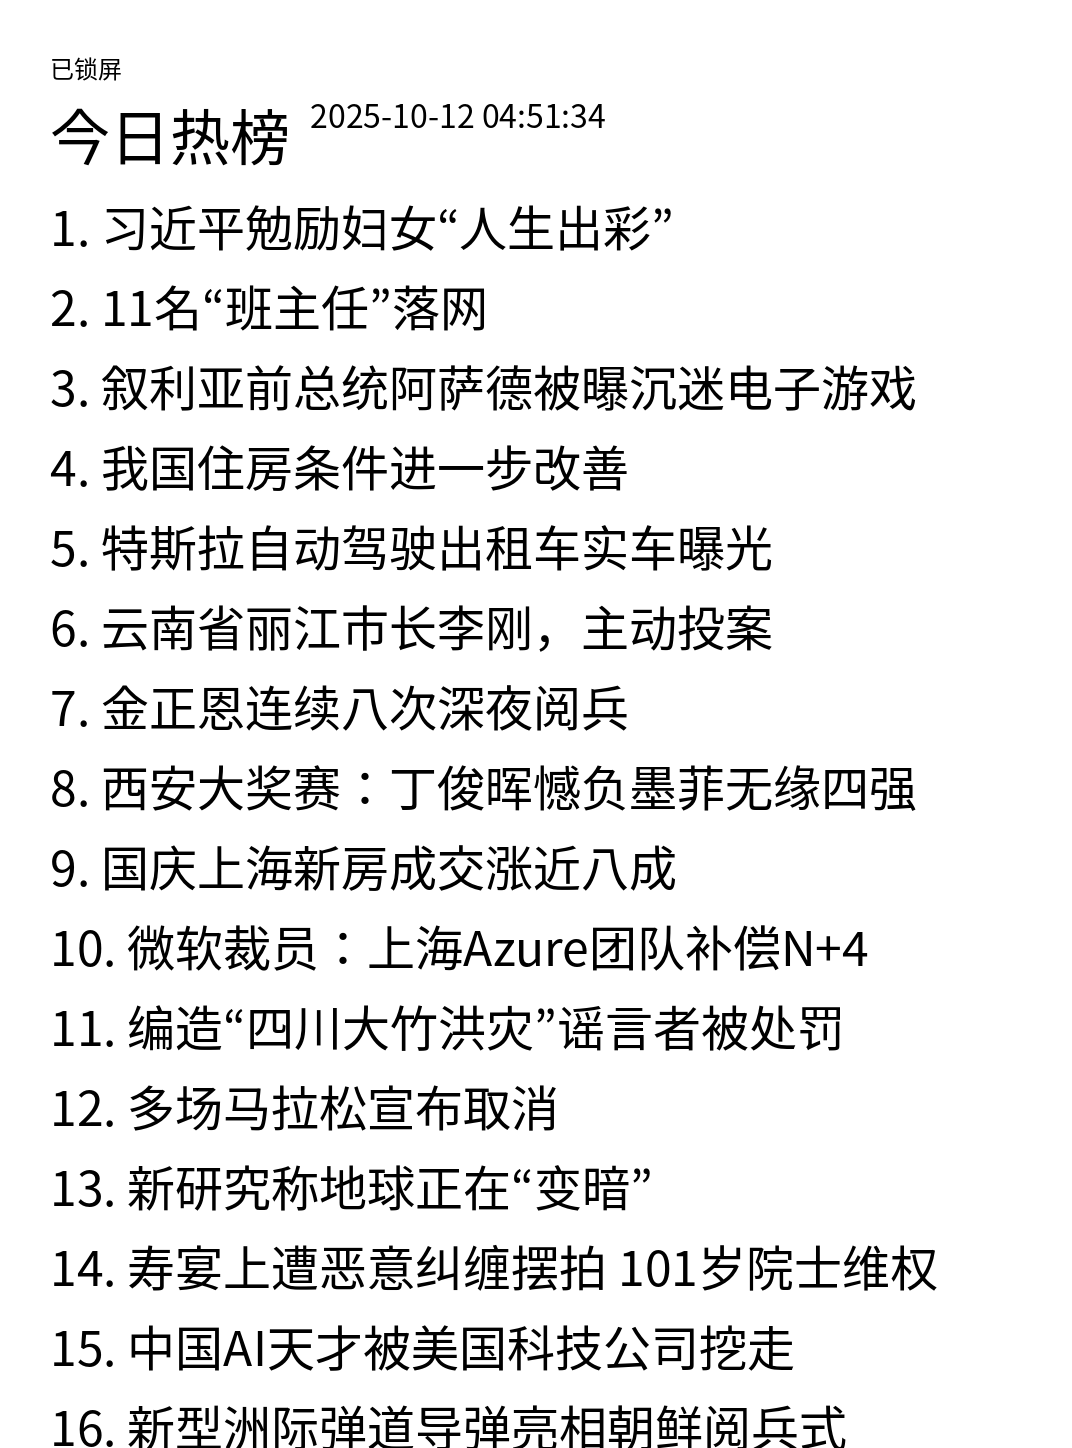 已锁屏
今日热榜 2025-10-12 04:51:34
1. 习近平勉励妇女“人生出彩”
2. 11名“班主任”落网
3. 叙利亚前总统阿萨德被曝沉迷电子游戏
4. 我国住房条件进一步改善
5. 特斯拉自动驾驶出租车实车曝光
6. 云南省丽江市长李刚，主动投案
7. 金正恩连续八次深夜阅兵
8. 西安大奖赛：丁俊晖憾负墨菲无缘四强
9. 国庆上海新房成交涨近八成
10. 微软裁员：上海Azure团队补偿N+4
11. 编造“四川大竹洪灾”谣言者被处罚
12. 多场马拉松宣布取消
13. 新研究称地球正在“变暗”
14. 寿宴上遭恶意纠缠摆拍 101岁院士维权
15. 中国AI天才被美国科技公司挖走
16. 新型洲际弹道导弹亮相朝鲜阅兵式